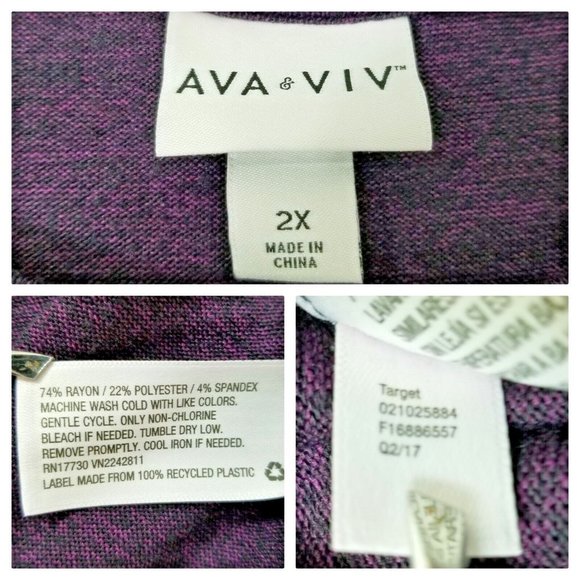 AVA & VIV™
2X
MADE IN
CHINA
74% RAYON / 22% POLYESTER / 4% SPANDEX
MACHINE WASH COLD WITH LIKE COLORS.
GENTLE CYCLE. ONLY NON-CHLORINE
BLEACH IF NEEDED. TUMBLE DRY LOW.
REMOVE PROMPTLY. COOL IRON IF NEEDED.
RN17730 VN2242811
LABEL MADE FROM 100% RECYCLED PLASTIC
SIMILARES
Target
021025884
F16886557
Q2/17